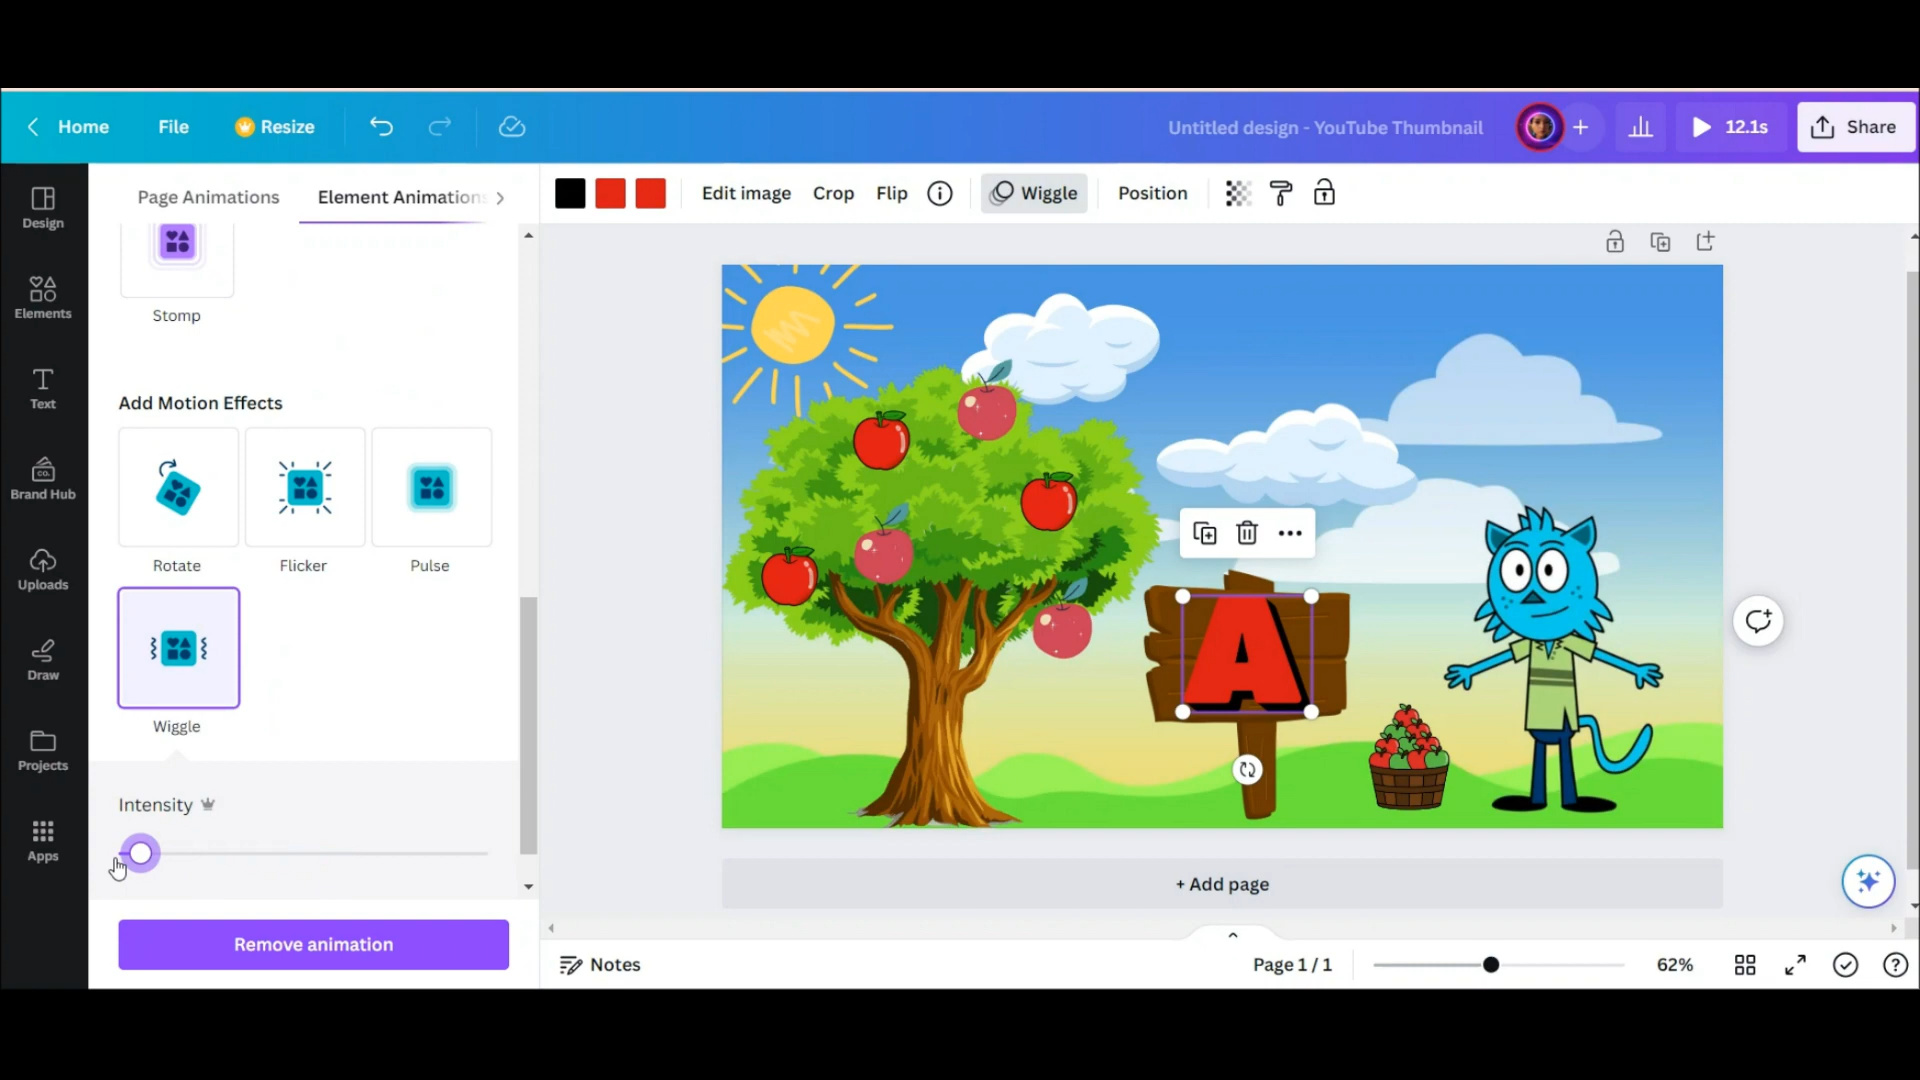 Home File Resize Untitled design - YouTube Thumbnail 12.1s Share
Page Animations Element Animations
Edit image Crop Flip Wiggle Position
Design
Elements
Text
Brand Hub
CO.
Uploads
Draw
Projects
Apps
Stomp
Add Motion Effects
Rotate Flicker Pulse
Wiggle
Intensity
Remove animation
A
+ Add page
Notes Page 1 / 1 62%